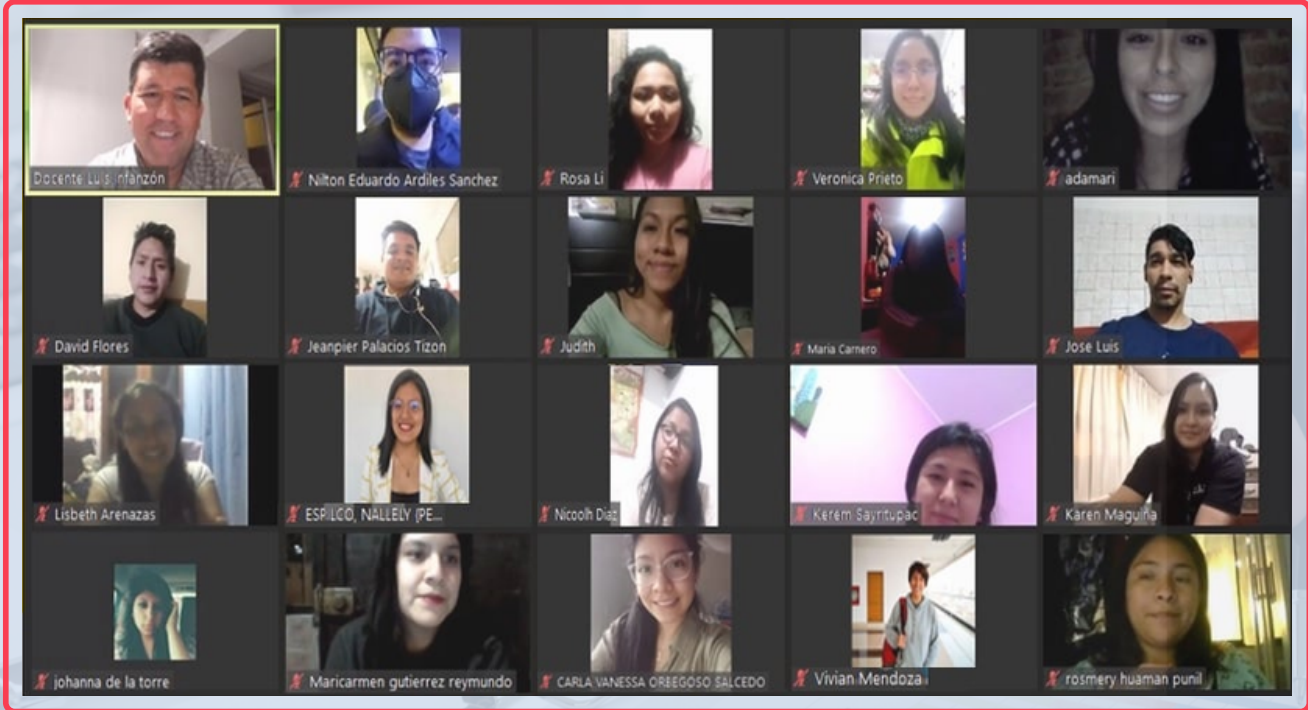 Docente Luis Infanzón
Nilton Eduardo Ardiles Sanchez
Rosa Li
Veronica Prieto
adamari
David Flores
Jeanpier Palacios Tizon
Judith
Maria Carnero
Jose Luis
Lisbeth Arenazas
ESPILCO, NALLELY (PE...
Nicoolh Diaz
Kerem Sayritupac
Karen Maguiña
johanna de la torre
Maricarmen gutierrez reymundo
CARLA VANESSA ORBEGOSO SALCEDO
Vivian Mendoza
rosmery huaman punil